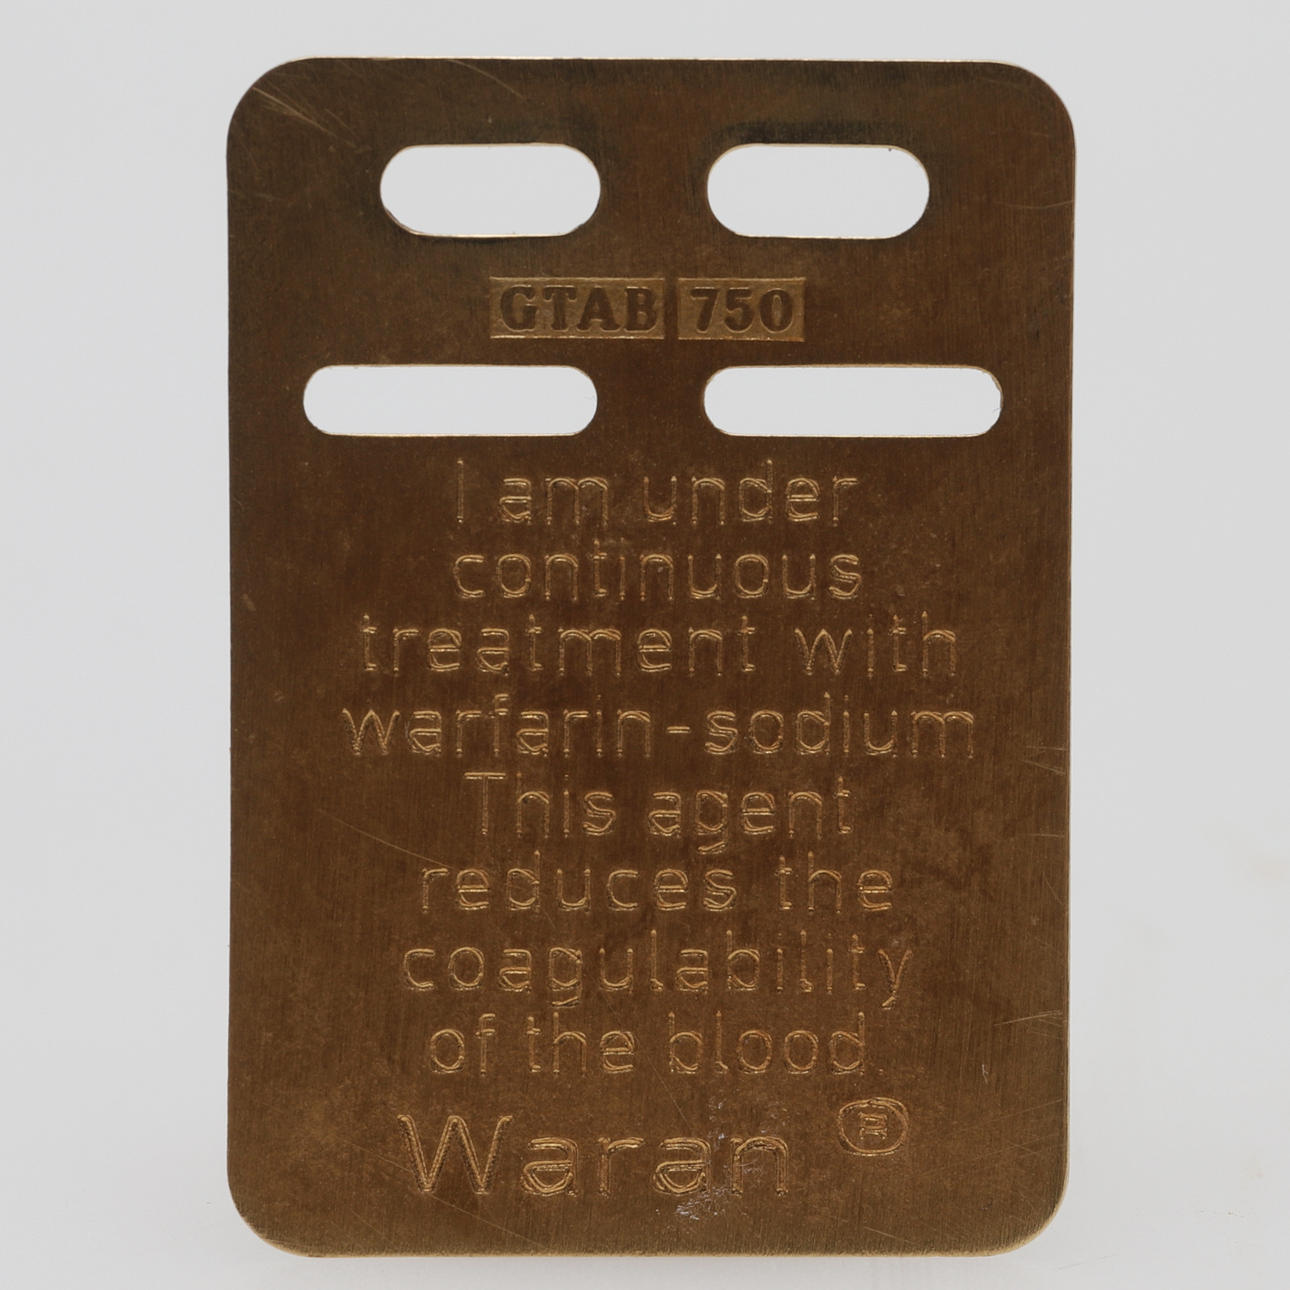 GTAB 750
I am under
continuous
treatment with
warfarin-sodium
This agent
reduces the
coagulability
of the blood.
Waran ®